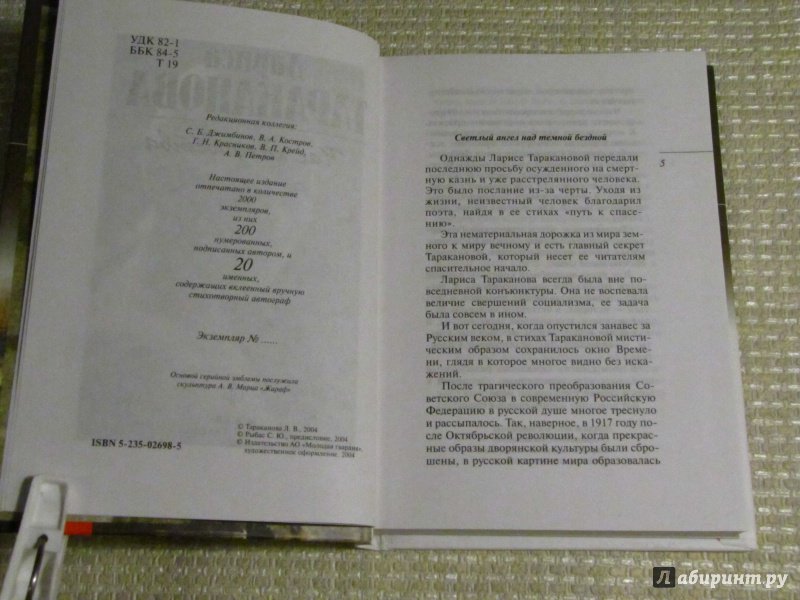 УДК 82-1
ББК 84-5
Т 19
Редакционная коллегия:
С. Б. Джимбинов, В. А. Костров,
Г. Н. Красников, В. П. Крейд,
А. В. Петров
Настоящее издание
отпечатано в количестве
2000
экземпляров,
из них
200
нумерованных,
подписанных автором, и
20
именных,
содержащих вклеенный вручную
стихотворный автограф
Экземпляр № ......
Основой серийной эмблемы послужила
скульптура А. В. Марца «Жираф»
© Тараканова Л. В., 2004
© Рыбас С. Ю., предисловие, 2004
© Издательство АО «Молодая гвардия»,
художественное оформление, 2004
ISBN 5-235-02698-5
Светлый ангел над темной бездной
5
Однажды Ларисе Таракановой передали
последнюю просьбу осужденного на смерт-
ную казнь и уже расстрелянного человека.
Это было послание из-за черты. Уходя из
жизни, неизвестный человек благодарил
поэта, найдя в ее стихах «путь к спасе-
нию».
Эта нематериальная дорожка из мира зем-
ного к миру вечному и есть главный секрет
Таракановой, который несет ее читателям
спасительное начало.
Лариса Тараканова всегда была вне по-
вседневной конъюнктуры. Она не воспевала
величие свершений социализма, ее задача
была совсем в ином.
И вот сегодня, когда опустился занавес за
Русским веком, в стихах Таракановой мисти-
ческим образом сохранилось окно Време-
ни, глядя в которое многое видно без иска-
жений.
После трагического преобразования Со-
ветского Союза в современную Российскую
Федерацию в русской душе многое треснуло
и рассыпалось. Так, наверное, в 1917 году по-
сле Октябрьской революции, когда прекрас-
ные образы дворянской культуры были сбро-
шены, в русской картине мира образовалась
Лабиринт.ру